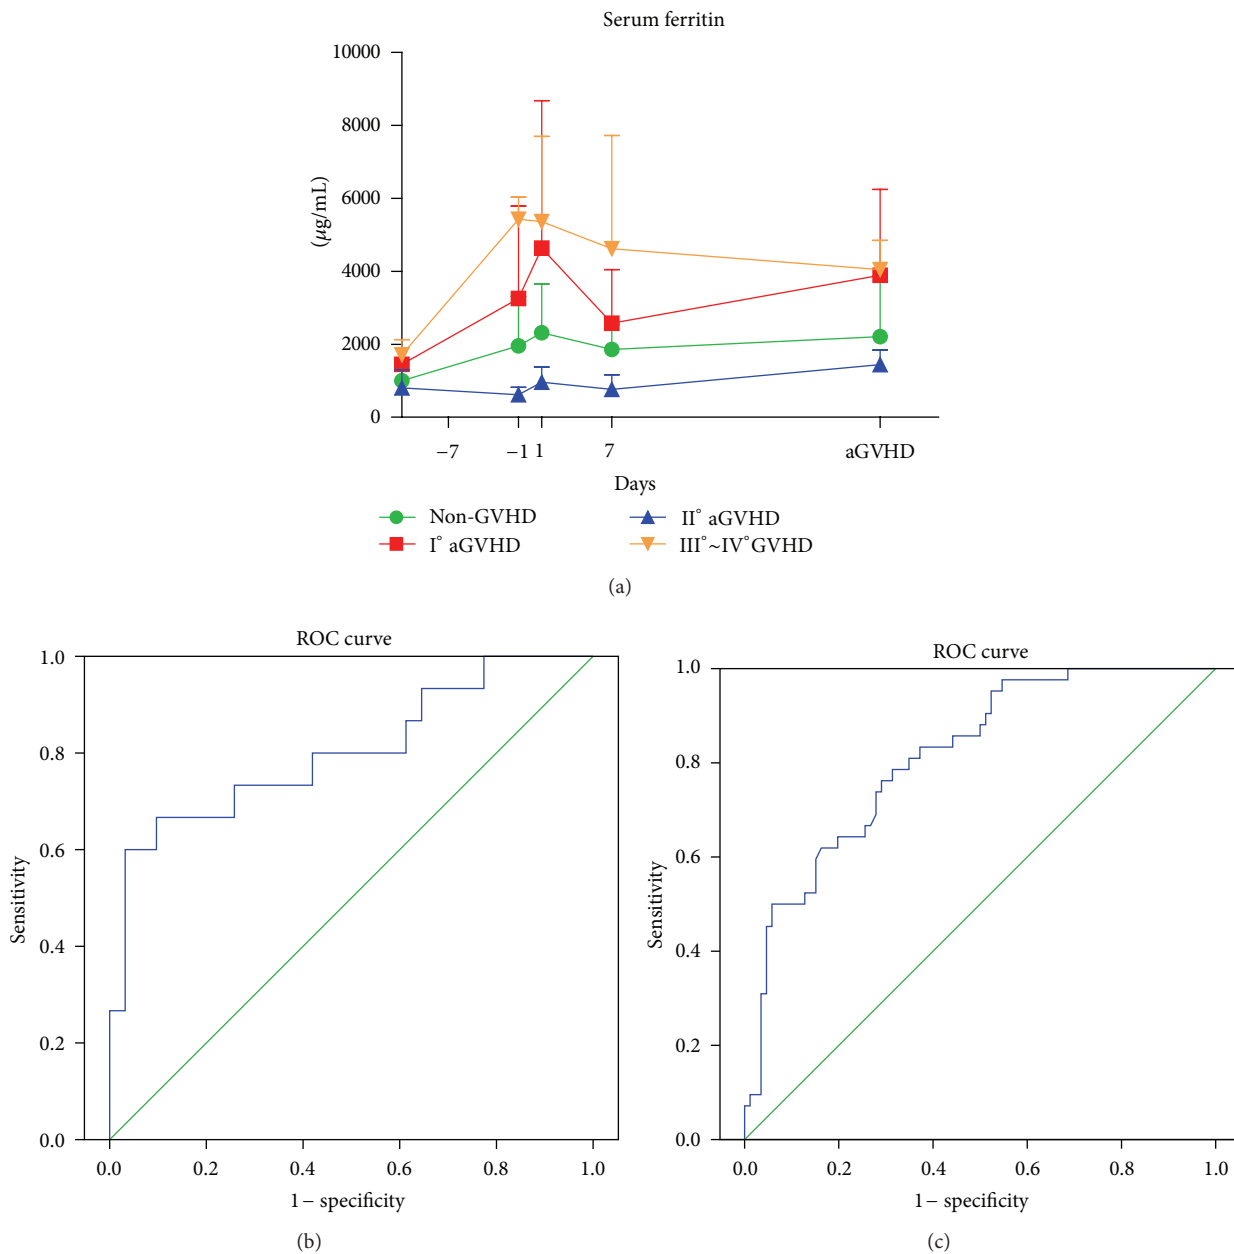 Serum ferritin
10000
8000
6000
4000
2000
0
(μg/mL)
−7 −1 1 7 aGVHD
Days
Non-GVHD II° aGVHD
I° aGVHD III°~IV°GVHD
(a)
ROC curve
1.0
0.8
0.6
0.4
0.2
0.0
Sensitivity
0.0 0.2 0.4 0.6 0.8 1.0
1− specificity
(b)
ROC curve
1.0
0.8
0.6
0.4
0.2
0.0
Sensitivity
0.0 0.2 0.4 0.6 0.8 1.0
1− specificity
(c)